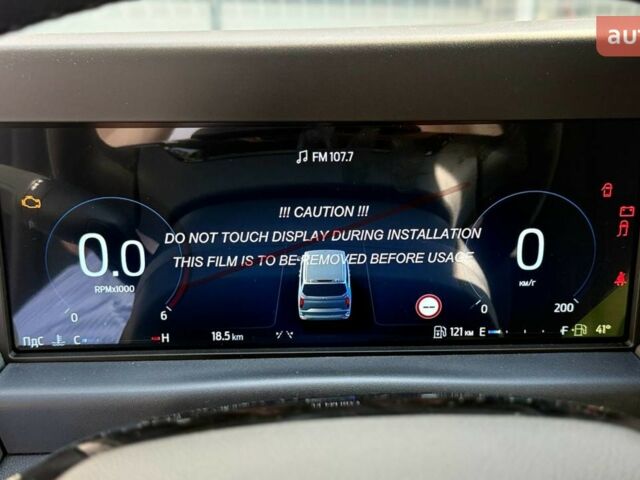 au
FM 107.7
!!! CAUTION !!!
DO NOT TOUCH DISPLAY DURING INSTALLATION
THIS FILM IS TO BE REMOVED BEFORE USAGE
0.0
RPMx1000
0
6
0
КМ/Г
0
200
ПдС
C
H
18.5 km
121 КМ
E
F
41°